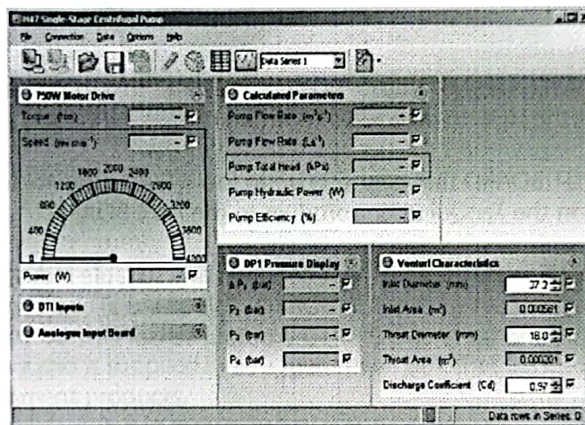 H47 Single-Stage Centrifugal Pump
File Connection Data Options Help
Data Series 1
750W Motor Drive
Torque (Nm)
Speed (rev min⁻¹)
0
400
800
1200
1600
2000
2400
2800
3200
3600
4000
Power (W)
DTI Inputs
Analogue Input Board
Calculated Parameters
Pump Flow Rate (m³s⁻¹)
Pump Flow Rate (Ls⁻¹)
Pump Total Head (kPa)
Pump Hydraulic Power (W)
Pump Efficiency (%)
DP1 Pressure Display
Δ P₁ (bar)
P₂ (bar)
P₃ (bar)
P₄ (bar)
Venturi Characteristics
Inlet Diameter (mm)
Inlet Area (m²)
Throat Diameter (mm) 16.0
Throat Area (m²) 0.000201
Discharge Coefficient (Cd) 0.97
Data rows in Series: 0